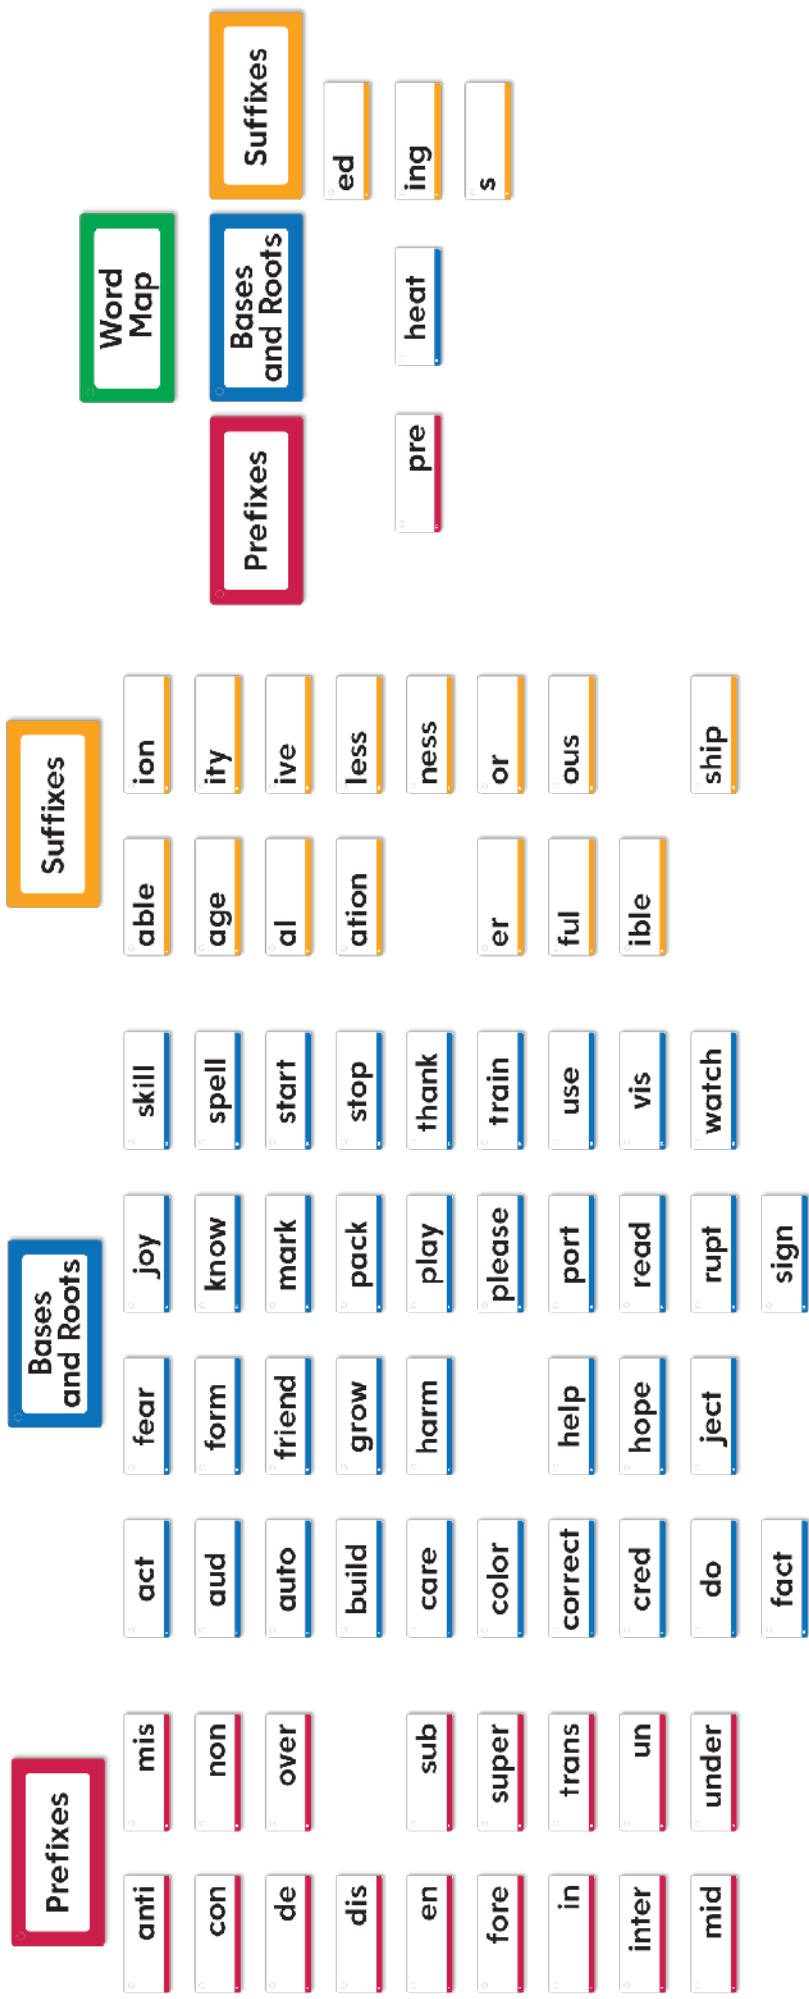 Prefixes
anti
mis
con
non
de
over
dis
en
sub
fore
super
in
trans
inter
un
mid
under
Bases
and Roots
act
fear
joy
skill
aud
form
know
spell
auto
friend
mark
start
build
grow
pack
stop
care
harm
play
thank
color
please
train
correct
help
port
use
cred
hope
read
vis
do
ject
rupt
watch
fact
sign
Suffixes
able
ion
age
ity
al
ive
ation
less
ness
er
or
ful
ous
ible
ship
Word
Map
Prefixes
Bases
and Roots
Suffixes
ed
pre
heat
ing
s